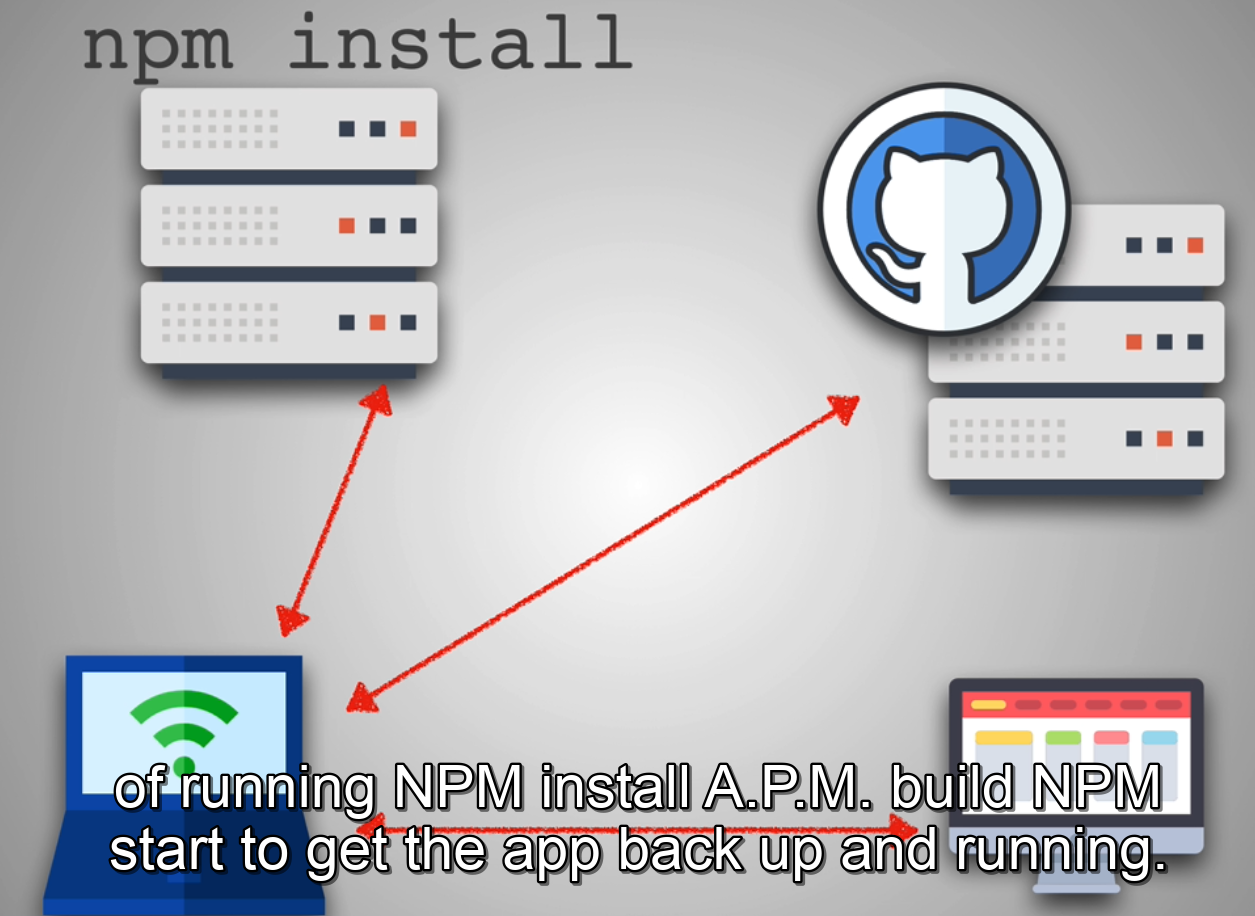 npm install
of running NPM install A.P.M. build NPM
start to get the app back up and running.